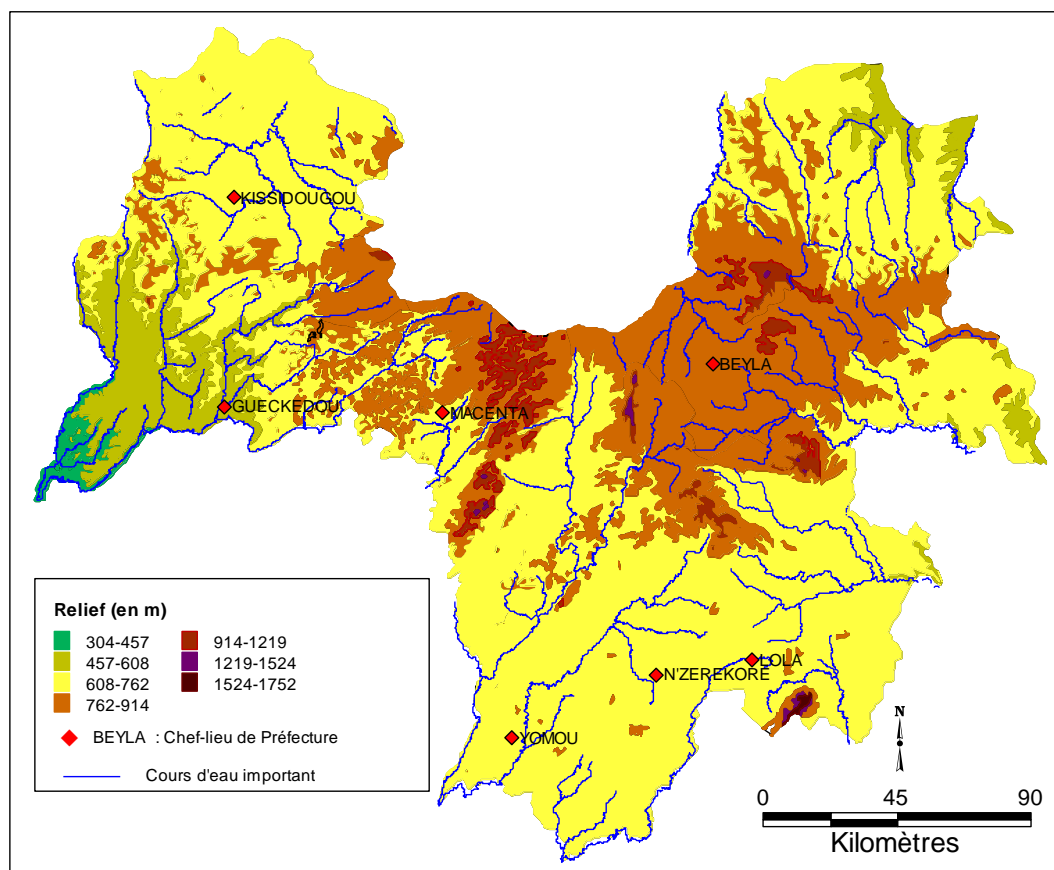 KISSIDOUGOU
BEYLA
GUECKEDOU
MACENTA
LOLA
N'ZEREKORE
YOMOU
Relief (en m)
304-457 914-1219
457-608 1219-1524
608-762 1524-1752
762-914
BEYLA : Chef-lieu de Préfecture
Cours d'eau important
N
0 45 90
Kilomètres